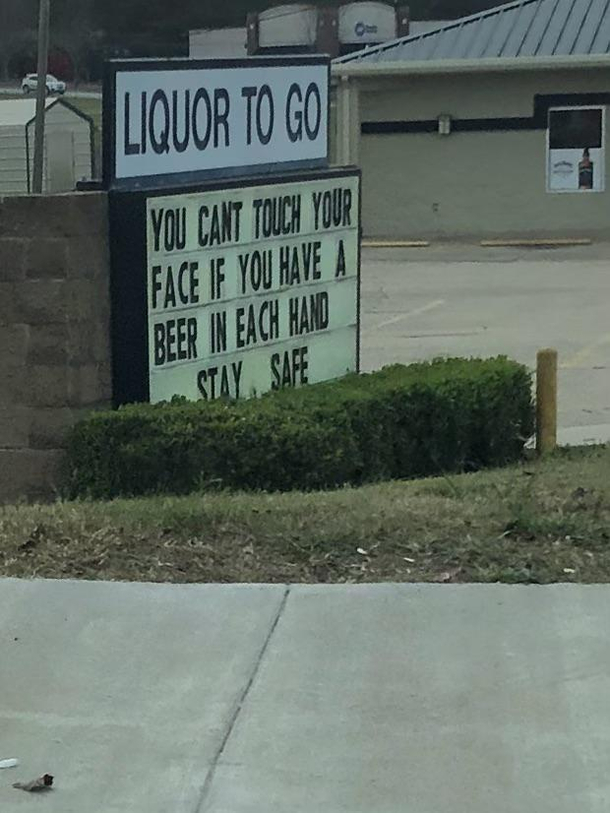 LIQUOR TO GO
YOU CANT TOUCH YOUR
FACE IF YOU HAVE A
BEER IN EACH HAND
STAY SAFE